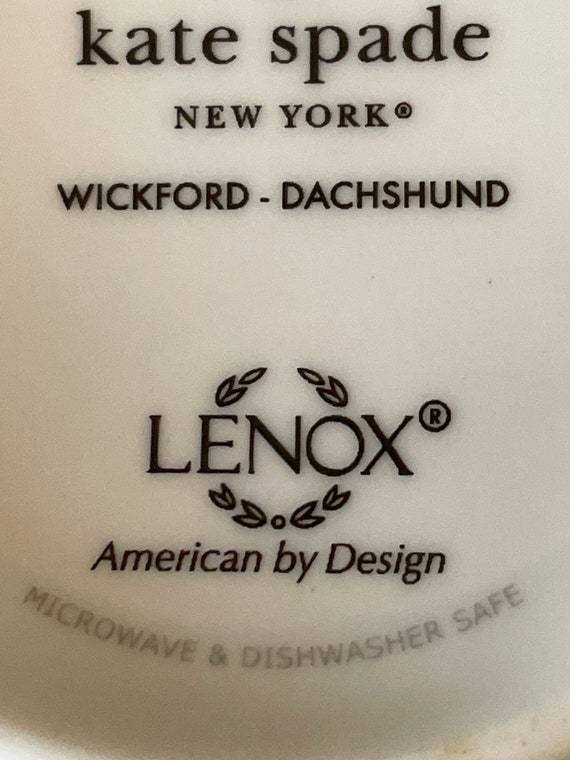 kate spade
NEW YORK®
WICKFORD - DACHSHUND
LENOX®
American by Design
MICROWAVE & DISHWASHER SAFE